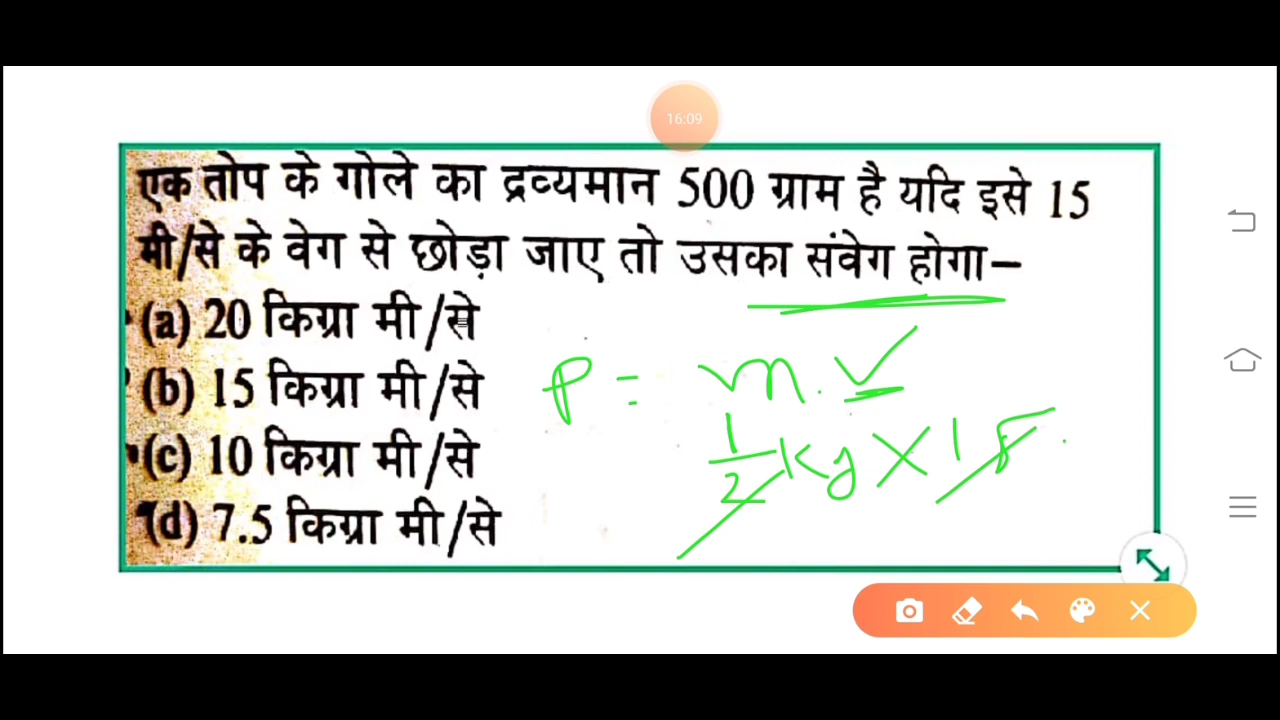 16:09
एक तोप के गोले का द्रव्यमान 500 ग्राम है यदि इसे 15
मी/से के वेग से छोड़ा जाए तो उसका संवेग होगा–
(a) 20 किग्रा मी/से
(b) 15 किग्रा मी/से
(c) 10 किग्रा मी/से
(d) 7.5 किग्रा मी/से
P = m.v
1/2 kg × 15